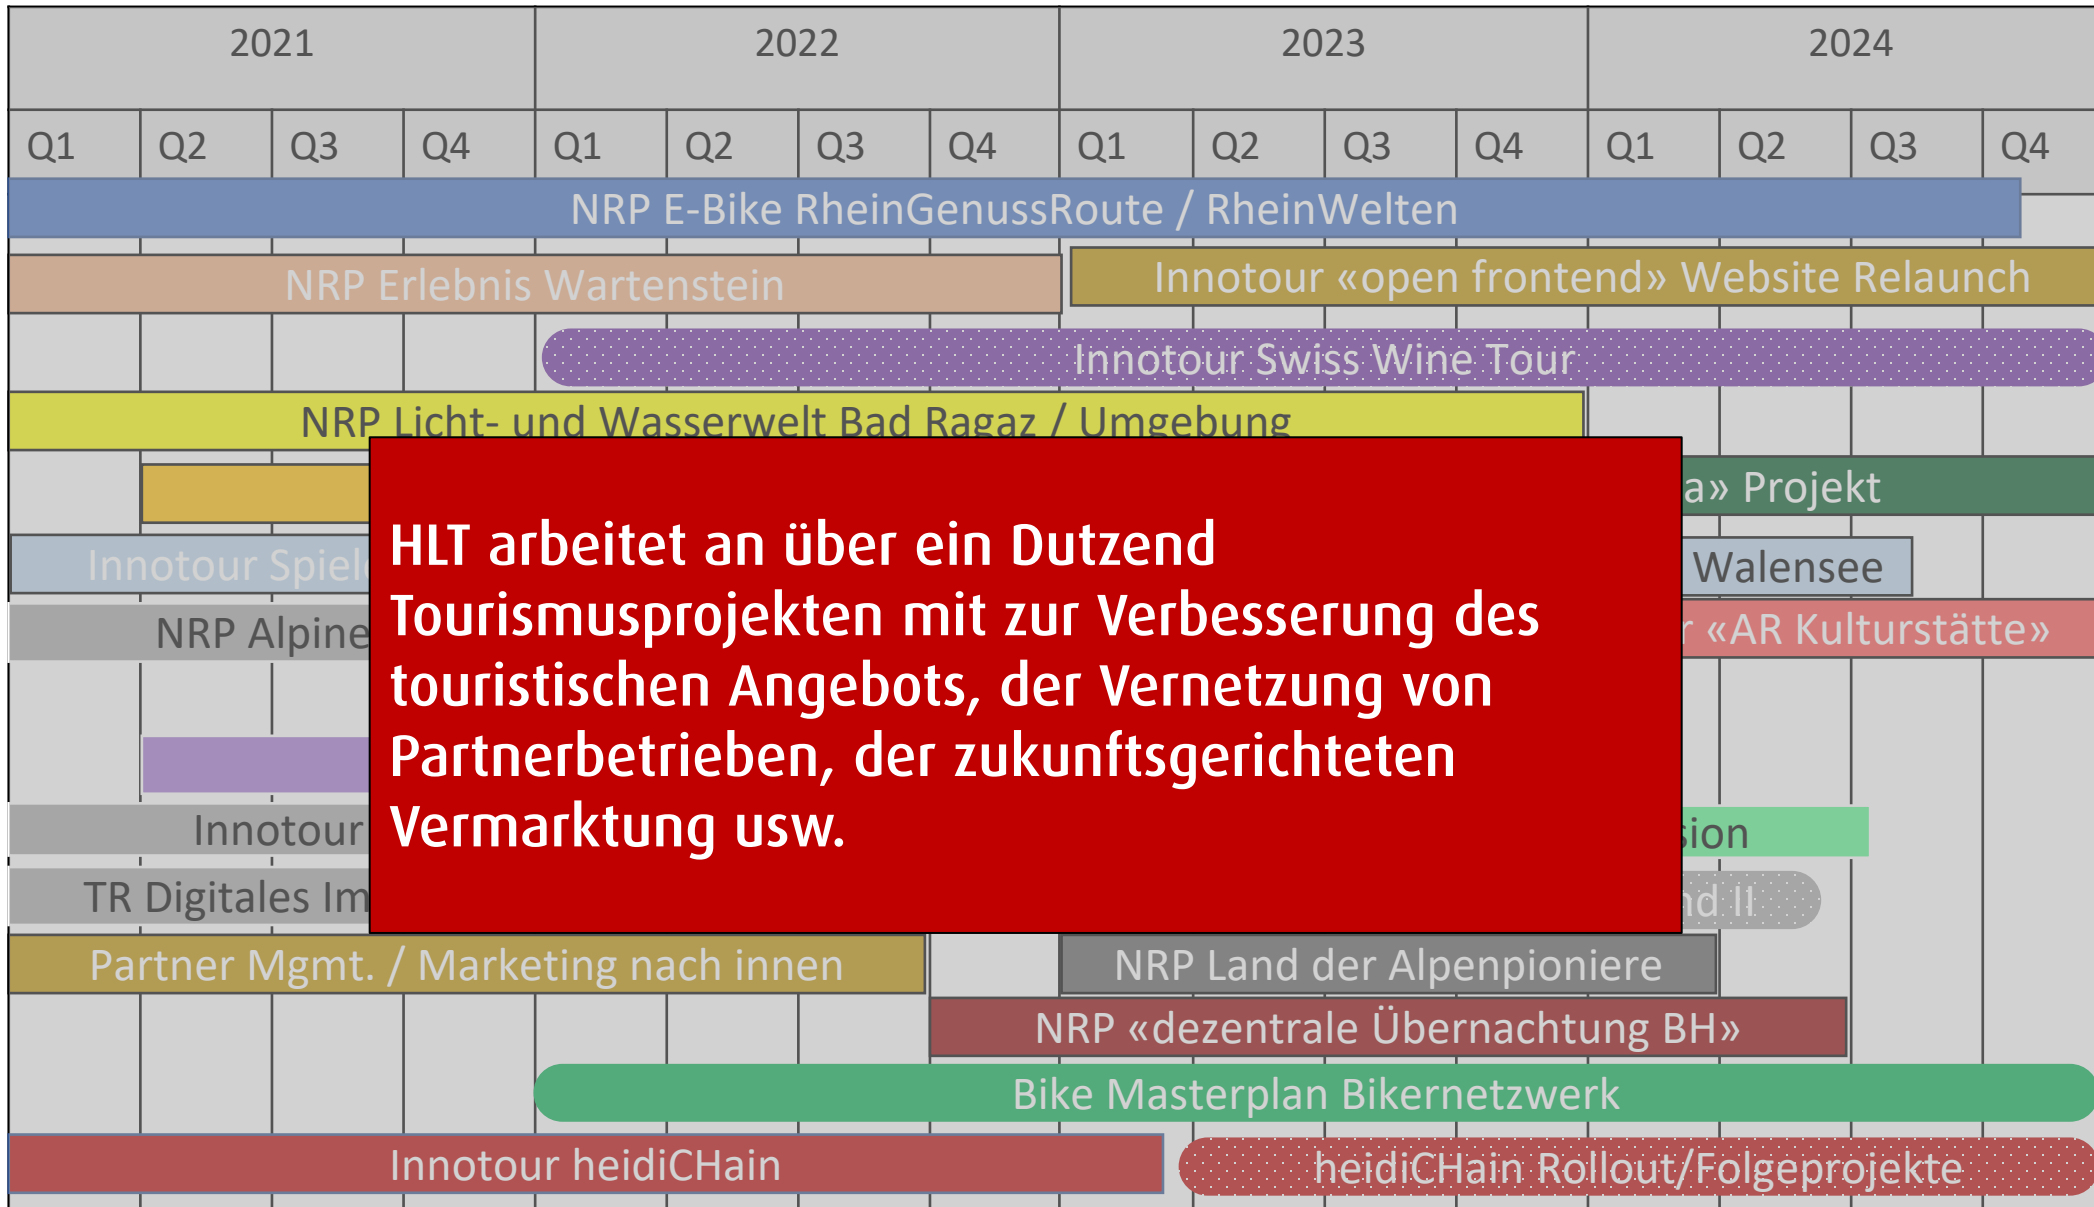 2021 2022 2023 2024
Q1 Q2 Q3 Q4 Q1 Q2 Q3 Q4 Q1 Q2 Q3 Q4 Q1 Q2 Q3 Q4
NRP E-Bike RheinGenussRoute / RheinWelten
NRP Erlebnis Wartenstein
Innotour «open frontend» Website Relaunch
Innotour Swiss Wine Tour
NRP Licht- und Wasserwelt Bad Ragaz / Umgebung
a» Projekt
Innotour Spiel
Walensee
NRP Alpine
«AR Kulturstätte»
HLT arbeitet an über ein Dutzend
Tourismusprojekten mit zur Verbesserung des
touristischen Angebots, der Vernetzung von
Partnerbetrieben, der zukunftsgerichteten
Vermarktung usw.
Innotour
sion
TR Digitales Im
nd II
Partner Mgmt. / Marketing nach innen
NRP Land der Alpenpioniere
NRP «dezentrale Übernachtung BH»
Bike Masterplan Bikernetzwerk
Innotour heidiCHain
heidiCHain Rollout/Folgeprojekte